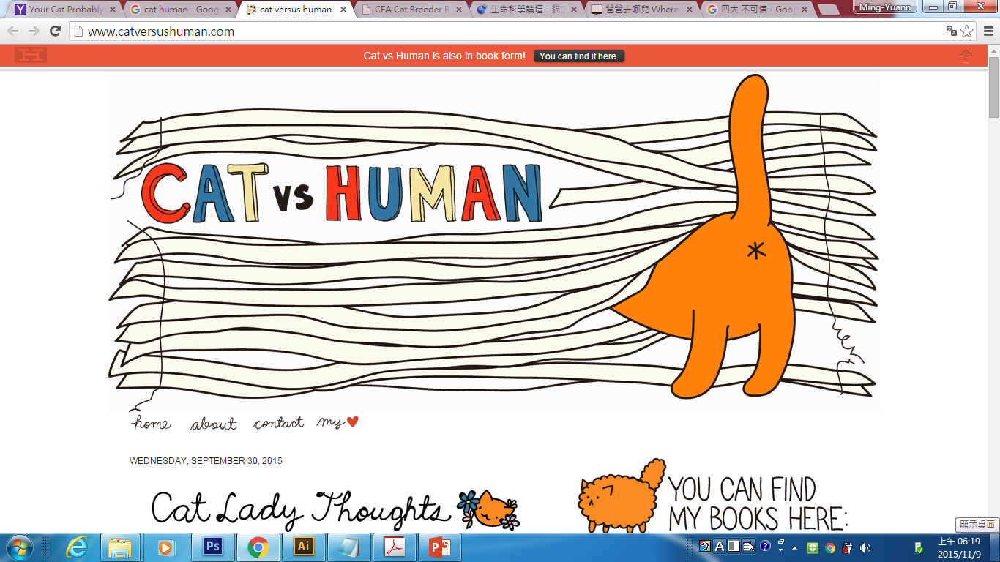 Your Cat Probably
cat human - Goog
cat versus human
CFA Cat Breeder R
生命科學論壇 - 貓
爸爸去哪兒 Where
四大 不可信 - Goog
Ming-Yuann
www.catversushuman.com
Cat vs Human is also in book form! You can find it here.
CAT vs HUMAN
home about contact my
WEDNESDAY, SEPTEMBER 30, 2015
Cat Lady Thoughts
YOU CAN FIND
MY BOOKS HERE:
顯示桌面
Ps
Ai
A
上午 06:19
2015/11/9